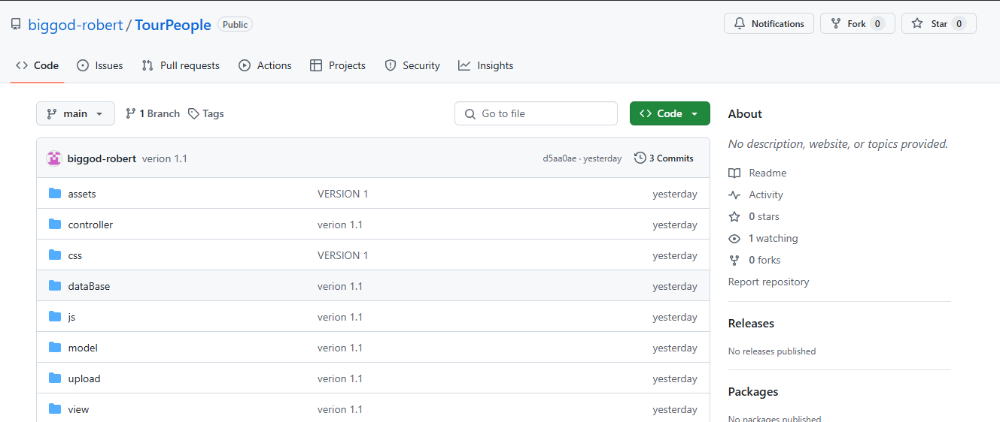 biggod-robert / TourPeople Public
Notifications Fork 0 Star 0
Code Issues Pull requests Actions Projects Security Insights
main 1 Branch Tags Go to file Code
biggod-robert verion 1.1 d5aa0ae · yesterday 3 Commits
assets VERSION 1 yesterday
controller verion 1.1 yesterday
css VERSION 1 yesterday
dataBase verion 1.1 yesterday
js verion 1.1 yesterday
model verion 1.1 yesterday
upload verion 1.1 yesterday
view verion 1.1 yesterday
About
No description, website, or topics provided.
Readme
Activity
0 stars
1 watching
0 forks
Report repository
Releases
No releases published
Packages
No packages published